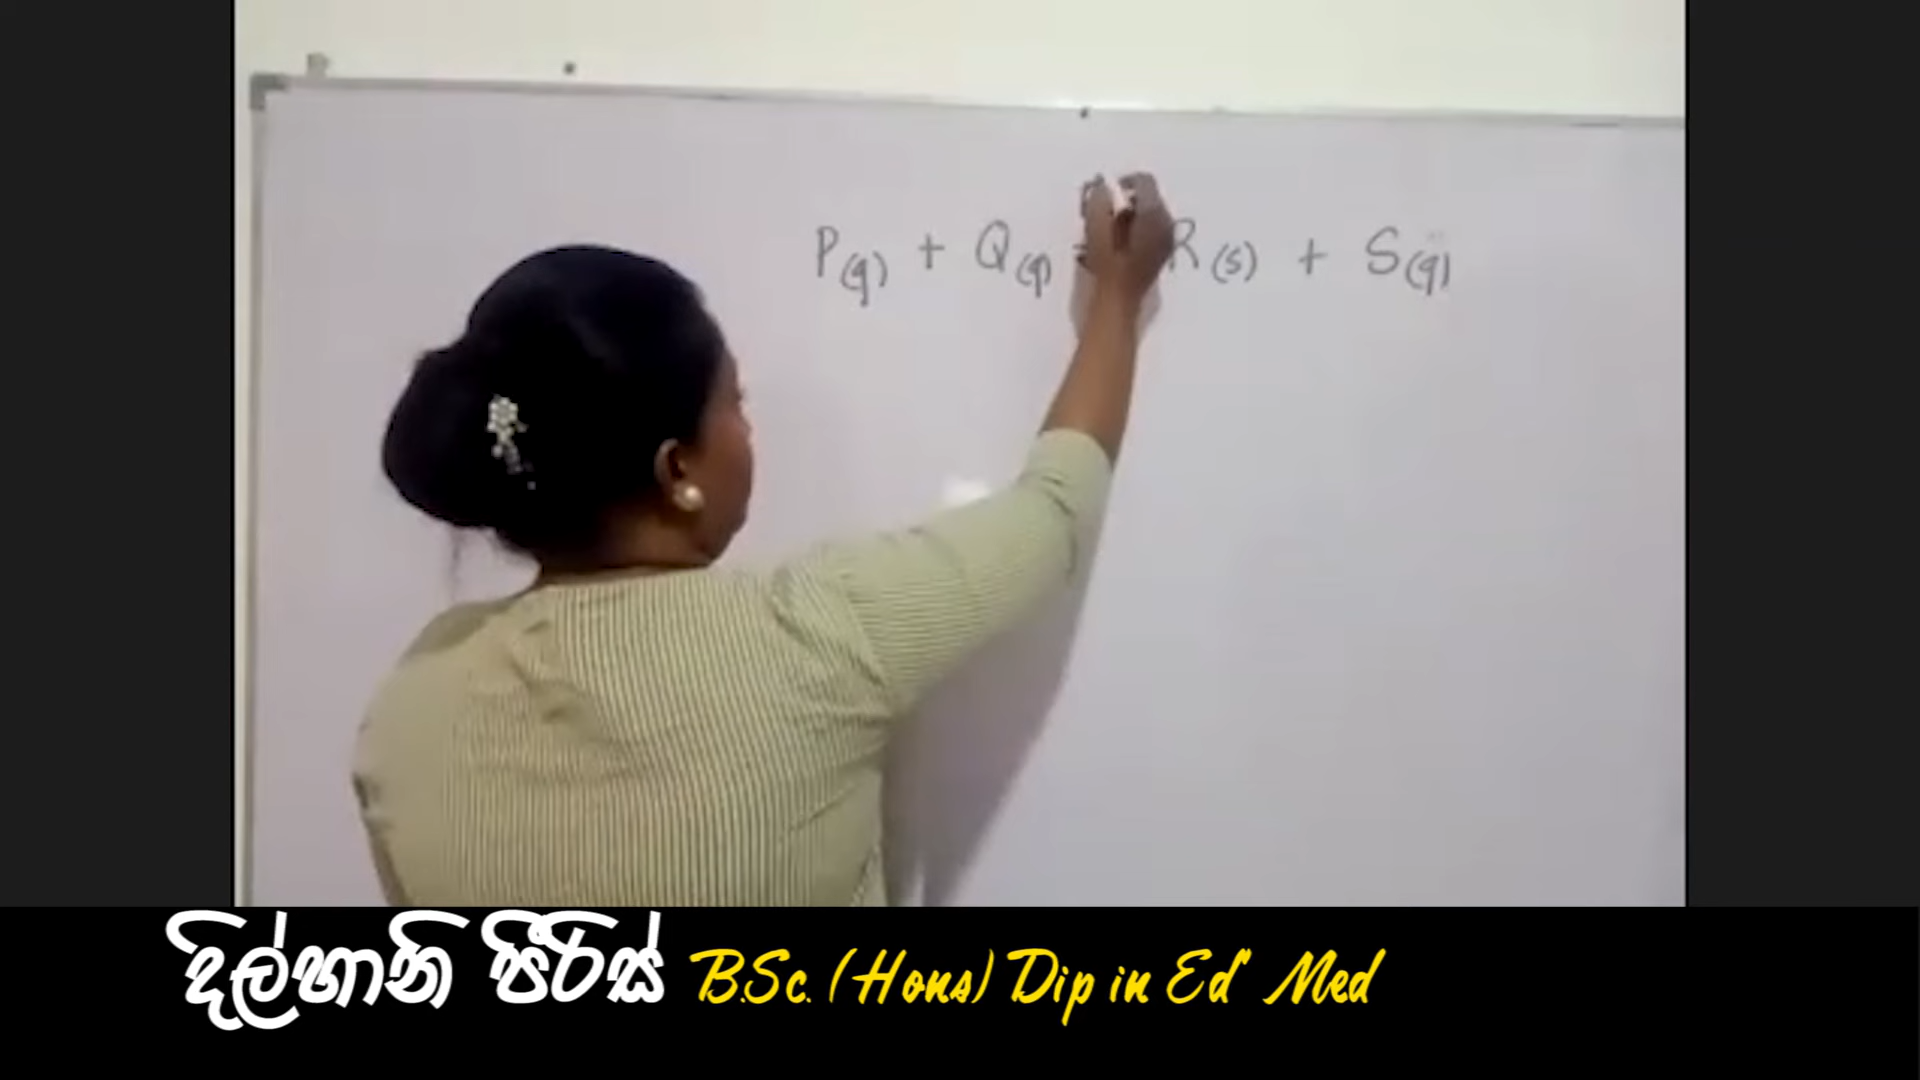 P(g) + Q(g) R(s) + S(g)
දිල්හානි පීරිස් B.Sc. (Hons) Dip in Ed Med